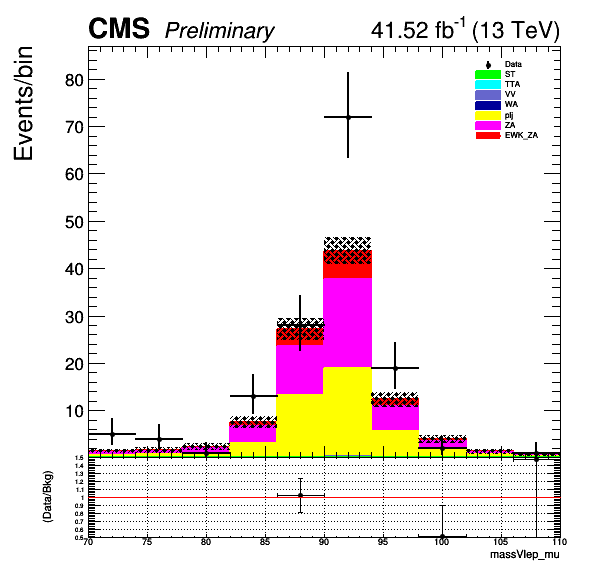 CMS Preliminary 41.52 fb-1 (13 TeV)
Events/bin
80
70
60
50
40
30
20
10
Data
ST
TTA
VV
WA
plj
ZA
EWK_ZA
(Data/Bkg)
1.5
1.4
1.3
1.2
1.1
1
0.9
0.8
0.7
0.6
0.5
70 75 80 85 90 95 100 105 110
massVlep_mu